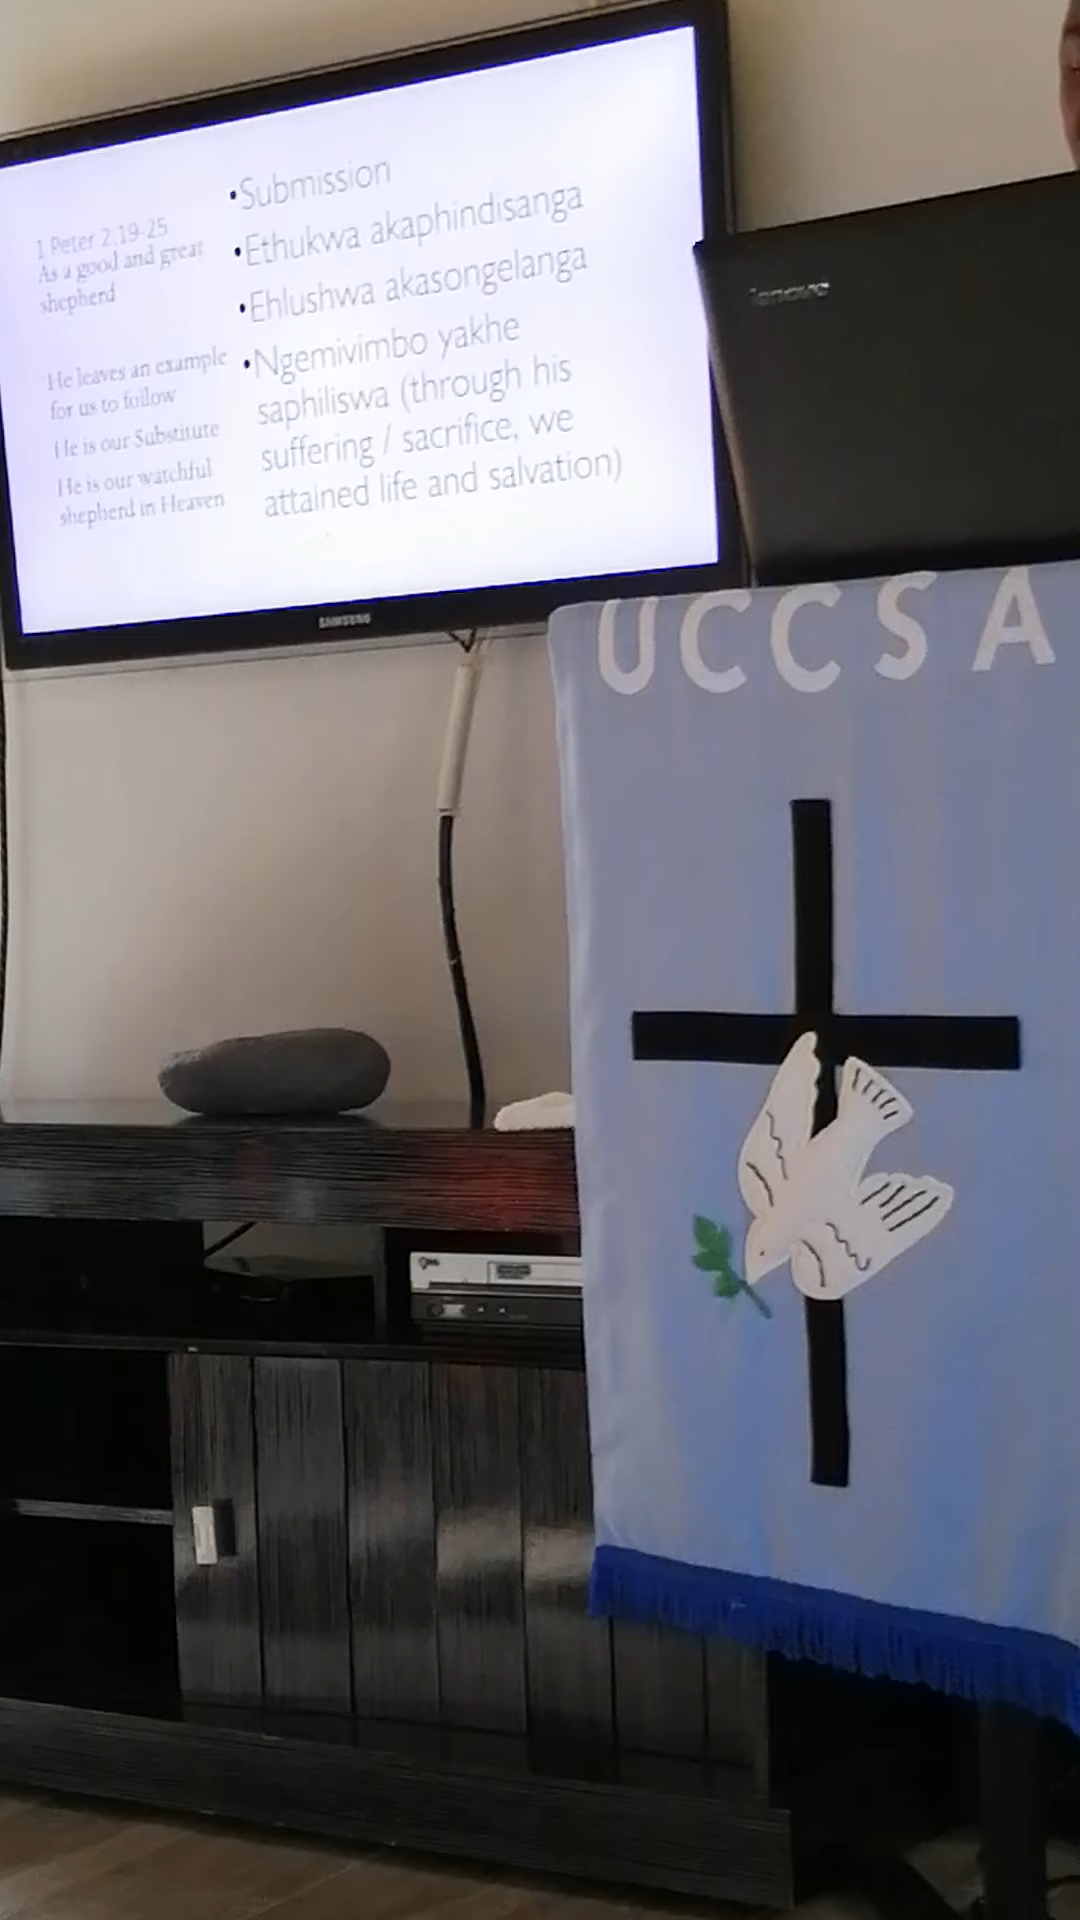 1 Peter 2.19-25
As a good and great
shepherd
He leaves an example
for us to follow
He is our Substitute
He is our watchful
shepherd in Heaven
•Submission
•Ethukwa akaphindisanga
•Ehlushwa akasongelanga
•Ngemivimbo yakhe
saphiliswa (through his
suffering / sacrifice, we
attained life and salvation)
SAMSUNG
lenovo
UCCSA